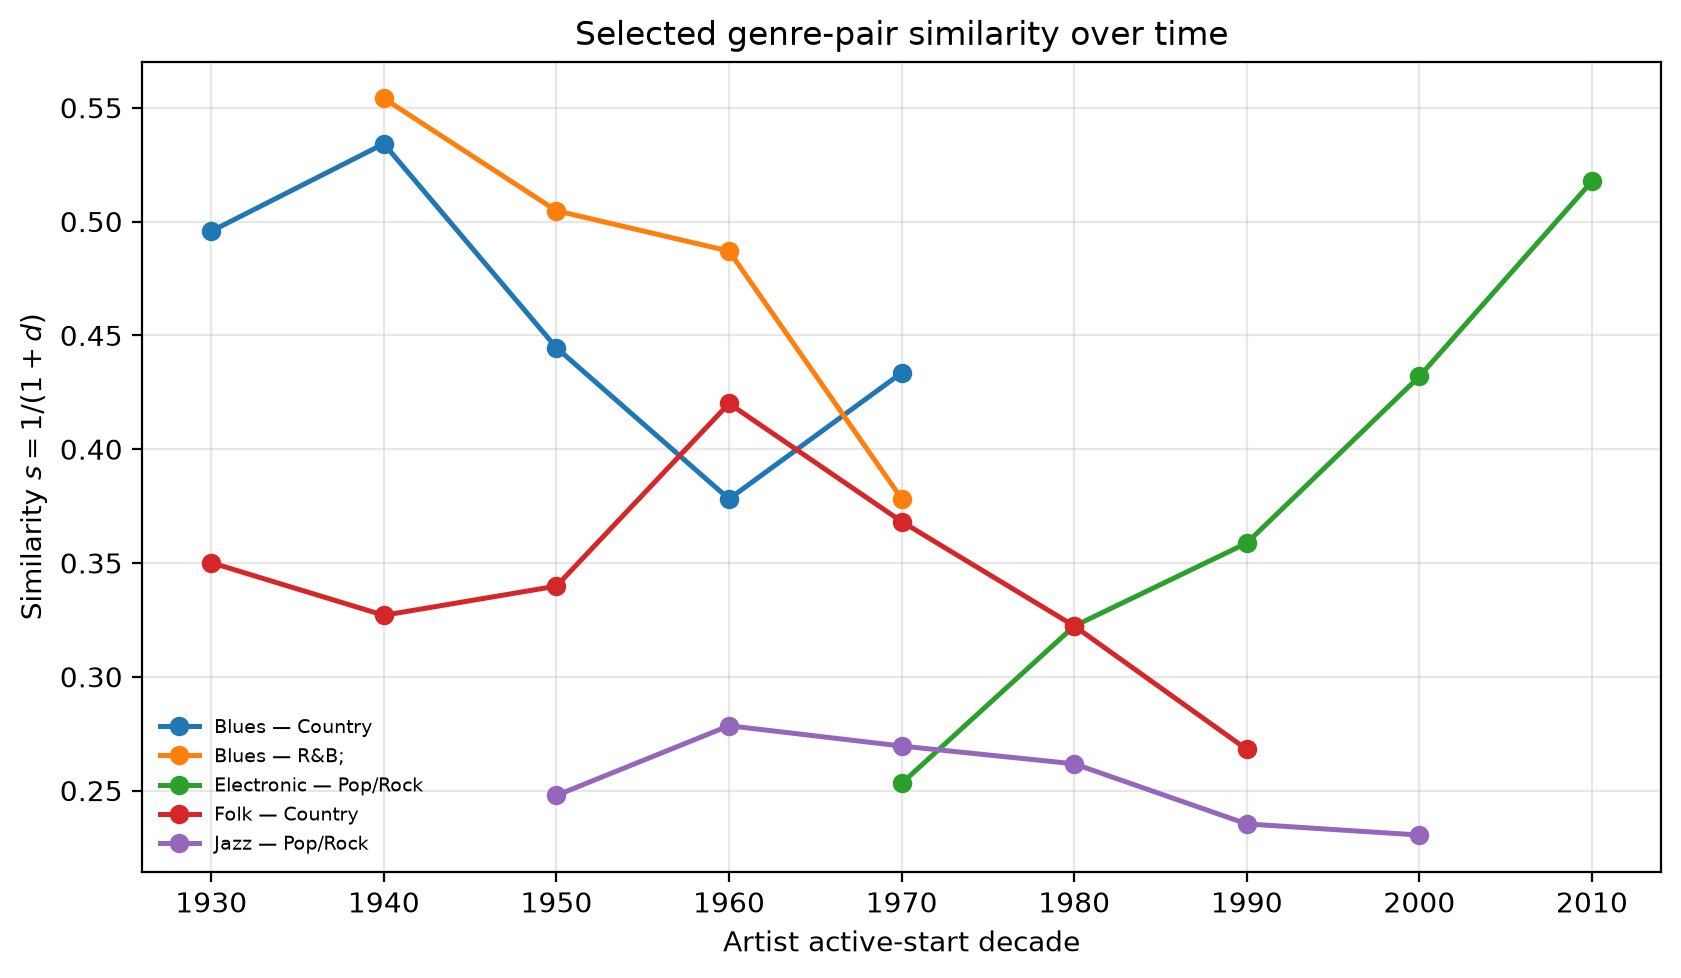 Selected genre-pair similarity over time
Similarity s = 1/(1 + d)
0.55
0.50
0.45
0.40
0.35
0.30
0.25
Blues — Country
Blues — R&B;
Electronic — Pop/Rock
Folk — Country
Jazz — Pop/Rock
1930 1940 1950 1960 1970 1980 1990 2000 2010
Artist active-start decade